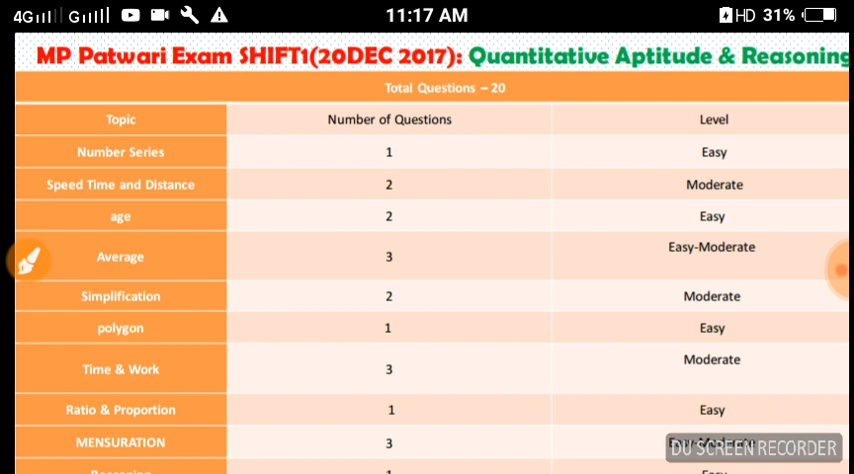 4G G 11:17 AM HD 31%
MP Patwari Exam SHIFT1(20DEC 2017): Quantitative Aptitude & Reasoning
Total Questions – 20
Topic Number of Questions Level
Number Series 1 Easy
Speed Time and Distance 2 Moderate
age 2 Easy
Average 3 Easy-Moderate
Simplification 2 Moderate
polygon 1 Easy
Time & Work 3 Moderate
Ratio & Proportion 1 Easy
MENSURATION 3
DU SCREEN RECORDER